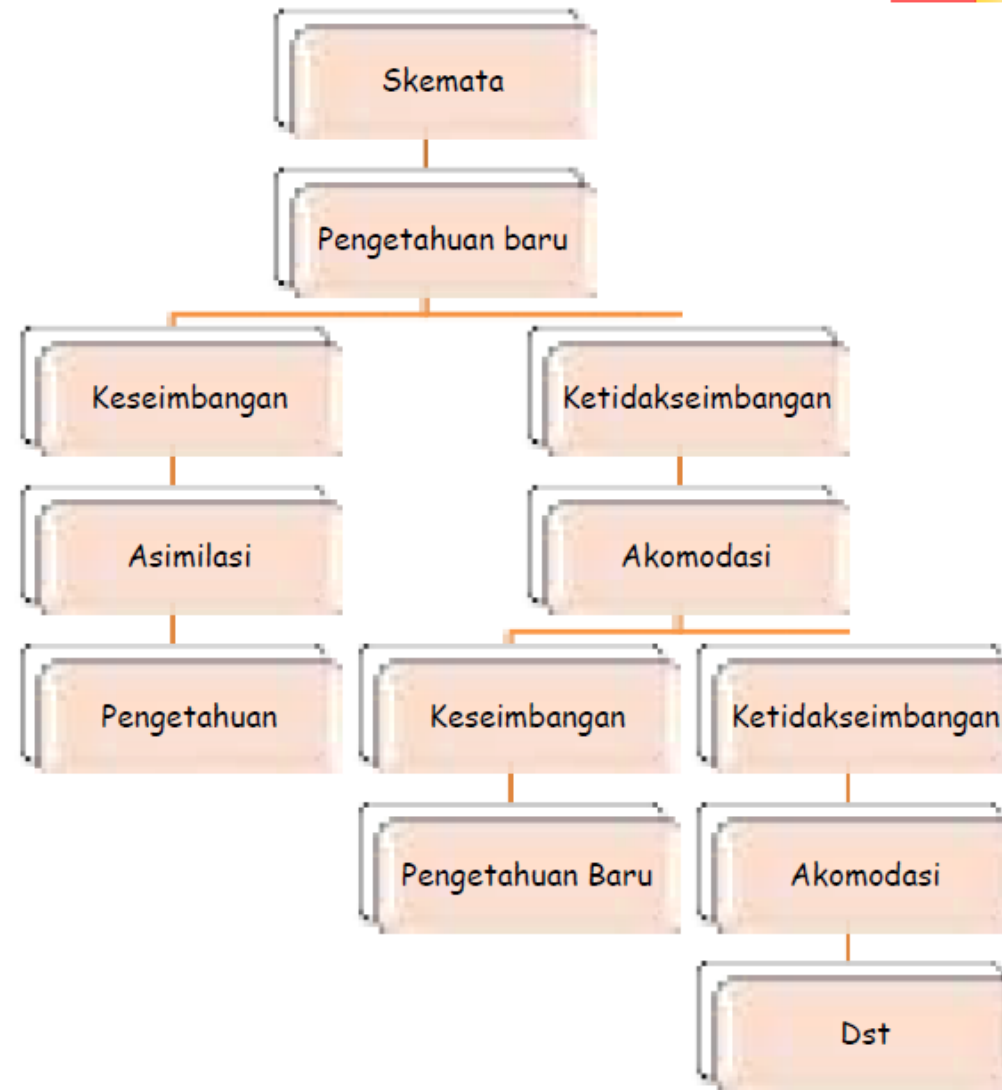 Skemata
Pengetahuan baru
Keseimbangan
Ketidakseimbangan
Asimilasi
Akomodasi
Pengetahuan
Keseimbangan
Ketidakseimbangan
Pengetahuan Baru
Akomodasi
Dst